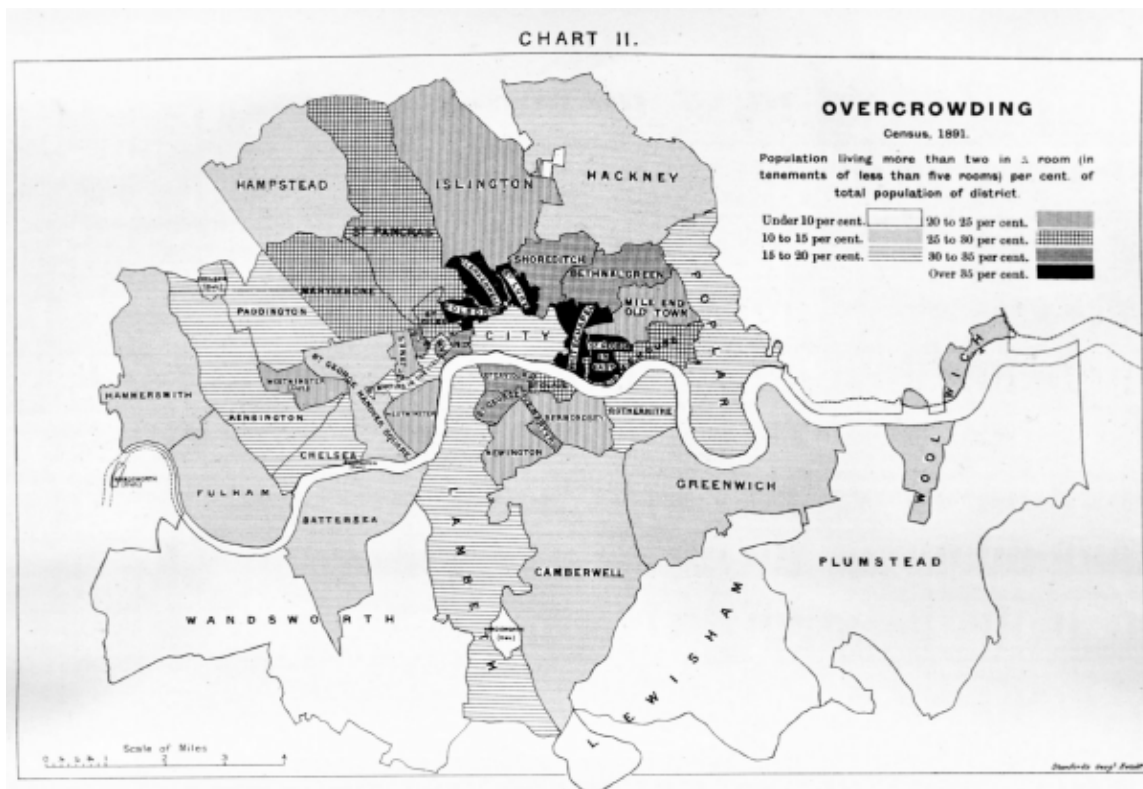 CHART II.
OVERCROWDING
Census, 1891.
Population living more than two in a room (in
tenements of less than five rooms) per cent. of
total population of district.
Under 10 per cent.
10 to 15 per cent.
15 to 20 per cent.
20 to 25 per cent.
25 to 30 per cent.
30 to 35 per cent.
Over 35 per cent.
HAMPSTEAD
ISLINGTON
HACKNEY
ST PANCRAS
SHOREDITCH
BETHNAL GREEN
MARYLEBONE
MILE END
OLD TOWN
POPLAR
PADDINGTON
CITY
ST GEORGE
HANOVER SQUARE
HAMMERSMITH
KENSINGTON
WESTMINSTER
ROTHERHITHE
BERMONDSEY
NEWINGTON
CHELSEA
FULHAM
BATTERSEA
GREENWICH
WOOLWICH
LAMBETH
CAMBERWELL
PLUMSTEAD
WANDSWORTH
LEWISHAM
Scale of Miles
1 2 3 4